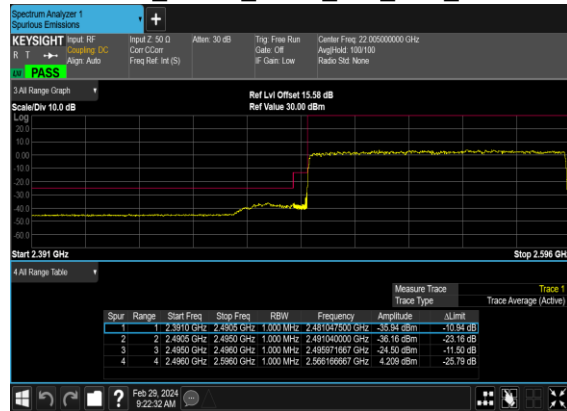 Spectrum Analyzer 1
Spurious Emissions
+
KEYSIGHT Input: RF
R T Coupling: DC
Align: Auto
Input Z: 50 Ω
Corr CCorr
Freq Ref: Int (S)
Atten: 30 dB
Trig: Free Run
Gate: Off
IF Gain: Low
Center Freq: 22.005000000 GHz
Avg|Hold: 100/100
Radio Std: None
PASS
3 All Range Graph
Ref Lvl Offset 15.58 dB
Scale/Div 10.0 dB
Ref Value 30.00 dBm
Log
20.0
10.0
0.00
-10.0
-20.0
-30.0
-40.0
-50.0
-60.0
Start 2.391 GHz
Stop 2.596 GH
4 All Range Table
Measure Trace Trace 1
Trace Type Trace Average (Active)
Spur Range Start Freq Stop Freq RBW Frequency Amplitude ΔLimit
1 1 2.3910 GHz 2.4905 GHz 1.000 MHz 2.481047500 GHz -35.94 dBm -10.94 dB
2 2 2.4905 GHz 2.4950 GHz 1.000 MHz 2.491040000 GHz -36.16 dBm -23.16 dB
3 3 2.4950 GHz 2.4960 GHz 1.000 MHz 2.495971667 GHz -24.50 dBm -11.50 dB
4 4 2.4960 GHz 2.5960 GHz 1.000 MHz 2.566166667 GHz 4.209 dBm -25.79 dB
?
Feb 29, 2024
9:22:32 AM